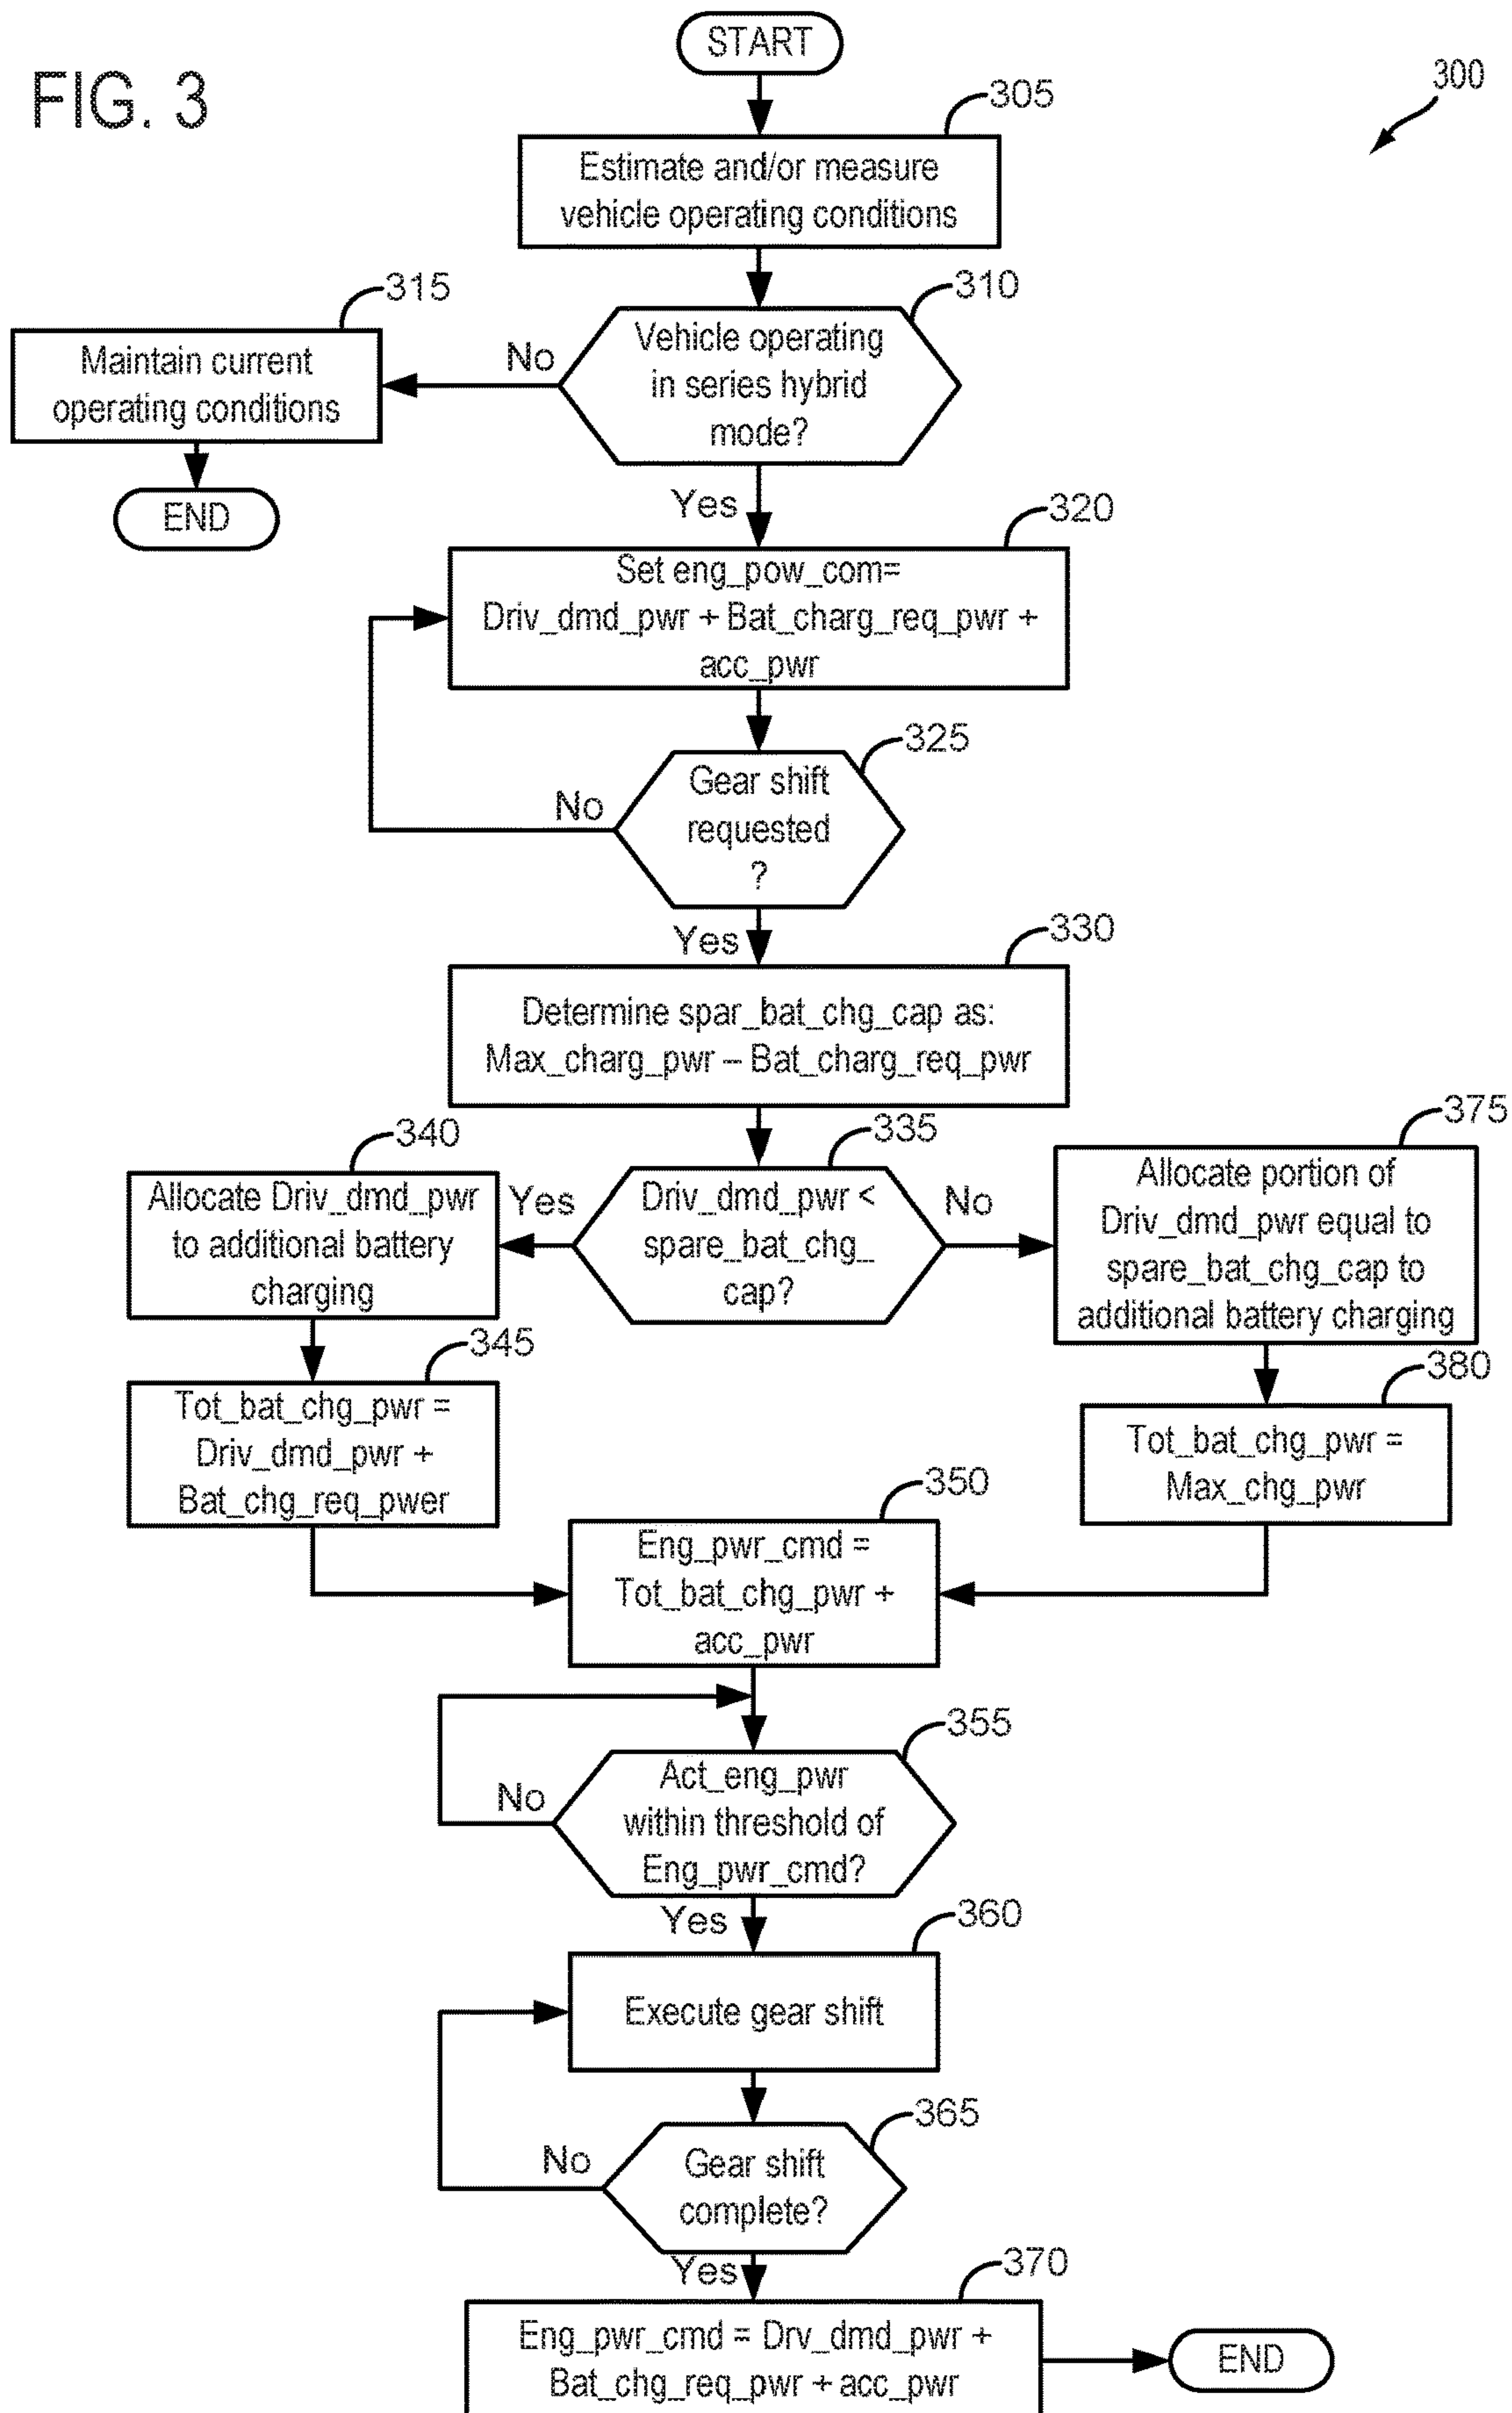 FIG. 3
START
300
305
Estimate and/or measure
vehicle operating conditions
310
Vehicle operating
in series hybrid
mode?
No
315
Maintain current
operating conditions
END
Yes
320
Set eng_pow_com=
Driv_dmd_pwr + Bat_charg_req_pwr +
acc_pwr
325
Gear shift
requested
?
No
Yes
330
Determine spar_bat_chg_cap as:
Max_charg_pwr – Bat_charg_req_pwr
335
Driv_dmd_pwr <
spare_bat_chg_
cap?
Yes
No
340
Allocate Driv_dmd_pwr
to additional battery
charging
375
Allocate portion of
Driv_dmd_pwr equal to
spare_bat_chg_cap to
additional battery charging
345
Tot_bat_chg_pwr =
Driv_dmd_pwr +
Bat_chg_req_pwer
380
Tot_bat_chg_pwr =
Max_chg_pwr
350
Eng_pwr_cmd =
Tot_bat_chg_pwr +
acc_pwr
355
Act_eng_pwr
within threshold of
Eng_pwr_cmd?
No
Yes
360
Execute gear shift
365
Gear shift
complete?
No
Yes
370
Eng_pwr_cmd = Drv_dmd_pwr +
Bat_chg_req_pwr + acc_pwr
END